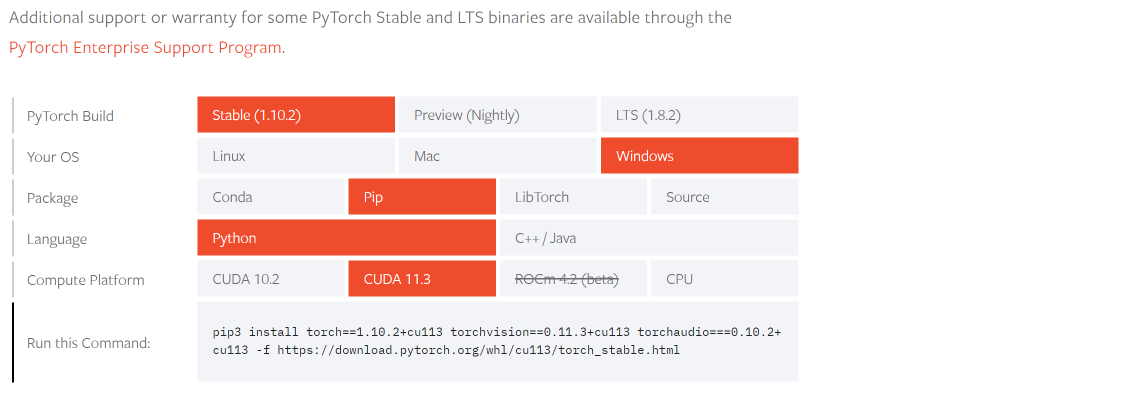 Additional support or warranty for some PyTorch Stable and LTS binaries are available through the
PyTorch Enterprise Support Program.
PyTorch Build Stable (1.10.2) Preview (Nightly) LTS (1.8.2)
Your OS Linux Mac Windows
Package Conda Pip LibTorch Source
Language Python C++ / Java
Compute Platform CUDA 10.2 CUDA 11.3 ROCm 4.2 (beta) CPU
Run this Command:
pip3 install torch==1.10.2+cu113 torchvision==0.11.3+cu113 torchaudio===0.10.2+
cu113 -f https://download.pytorch.org/whl/cu113/torch_stable.html